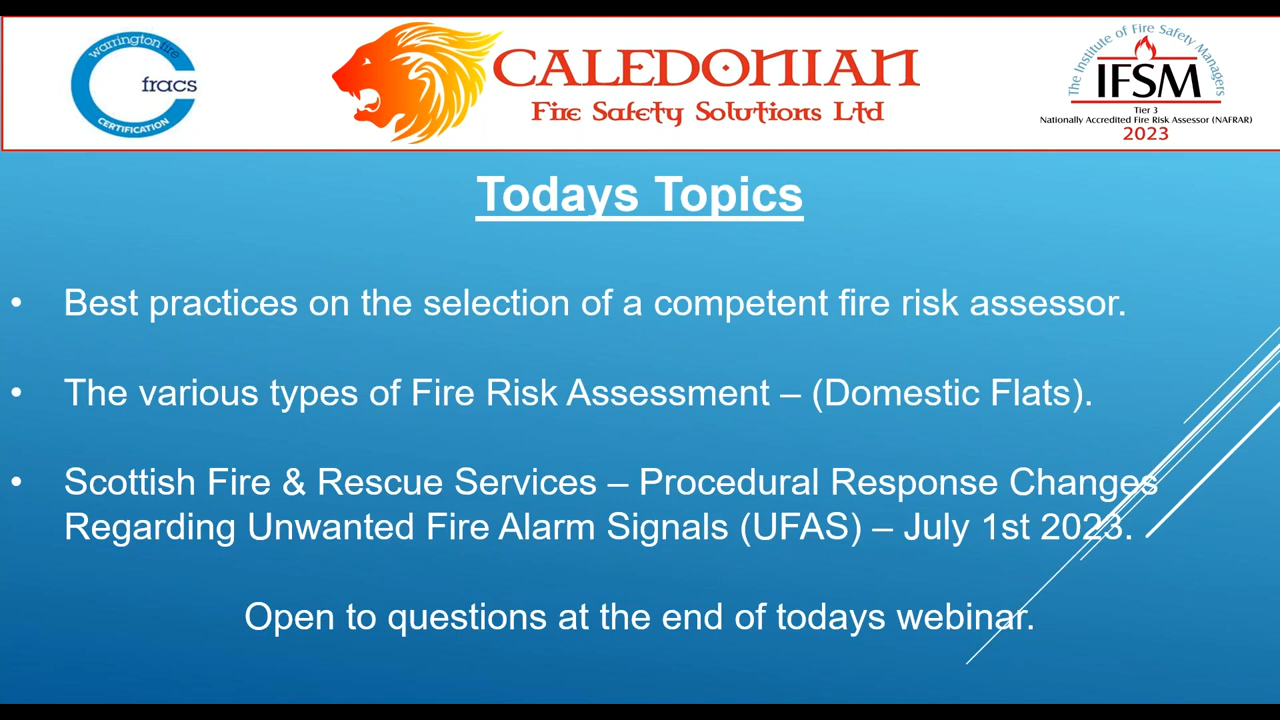 warringtonfire
fracs
CERTIFICATION
CALEDONIAN
Fire Safety Solutions Ltd
The Institute of Fire Safety Managers
IFSM
Tier 3
Nationally Accredited Fire Risk Assessor (NAFRAR)
2023
Todays Topics
• Best practices on the selection of a competent fire risk assessor.
• The various types of Fire Risk Assessment – (Domestic Flats).
• Scottish Fire & Rescue Services – Procedural Response Changes
Regarding Unwanted Fire Alarm Signals (UFAS) – July 1st 2023.
Open to questions at the end of todays webinar.